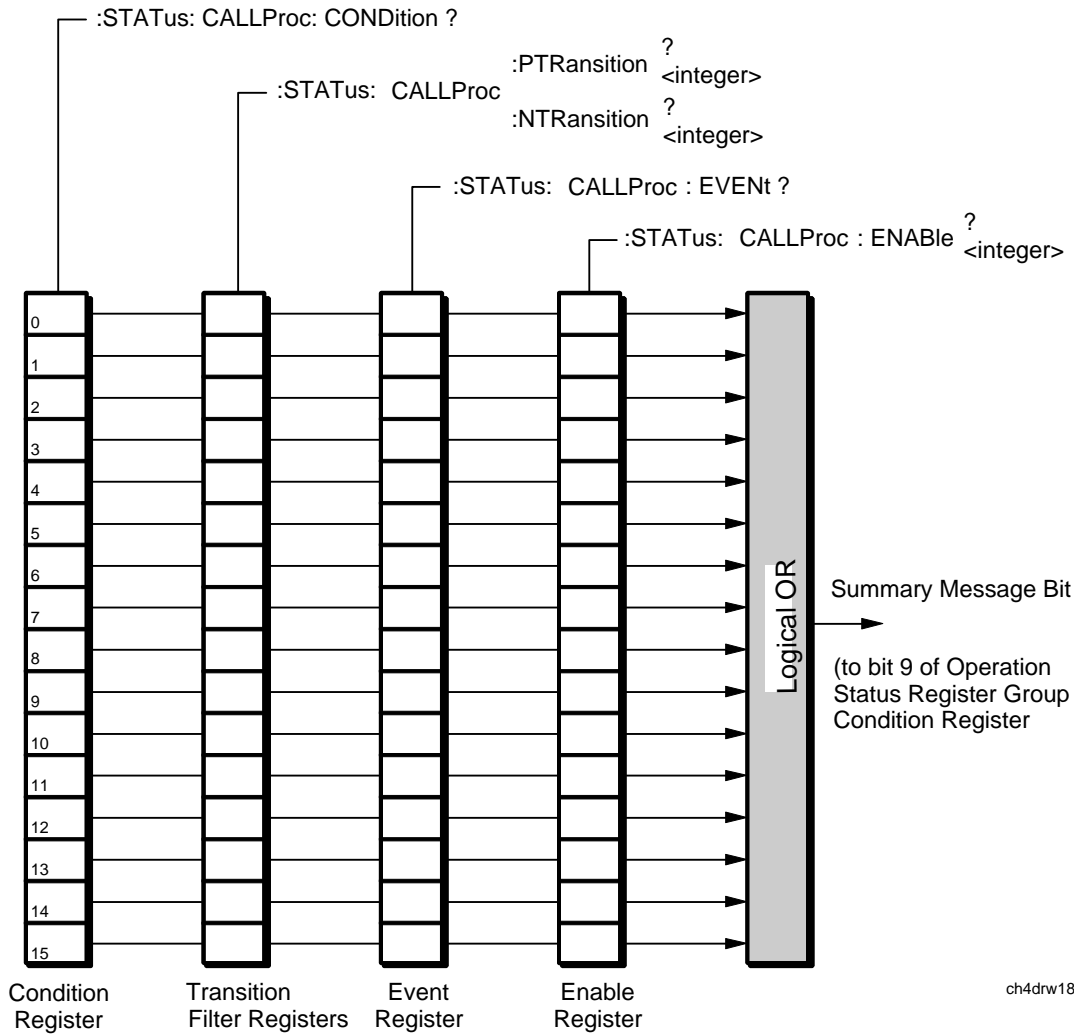 :STATus: CALLProc: CONDition ?
:STATus: CALLProc
:PTRansition ?
<integer>
:NTRansition ?
<integer>
:STATus: CALLProc : EVENt ?
:STATus: CALLProc : ENABle ?
<integer>
0
1
2
3
4
5
6
7
8
9
10
11
12
13
14
15
Logical OR
Summary Message Bit
(to bit 9 of Operation
Status Register Group
Condition Register
Condition
Register
Transition
Filter Registers
Event
Register
Enable
Register
ch4drw18